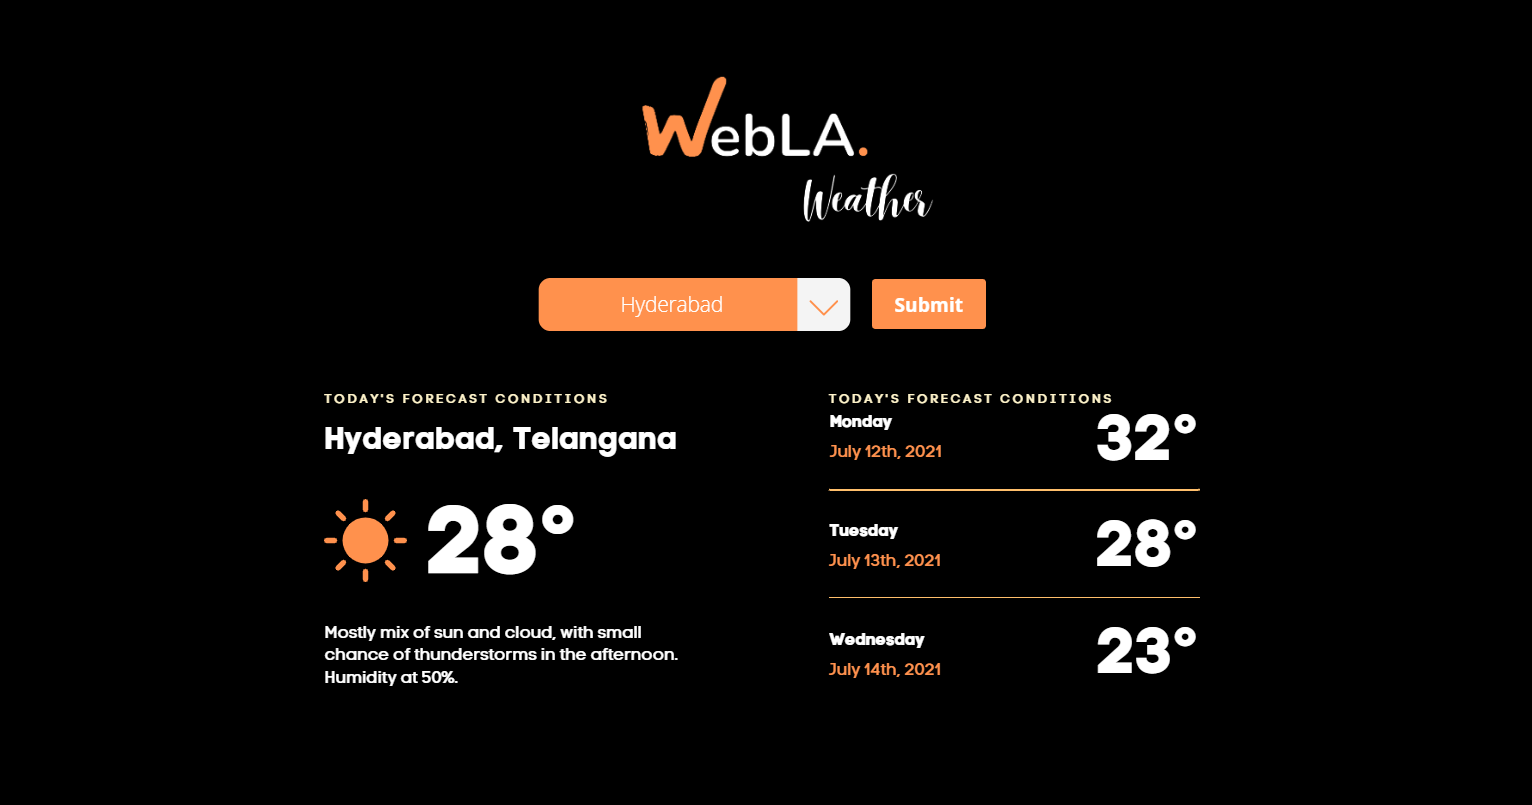 WebLA.
Weather
Hyderabad
Submit
TODAY'S FORECAST CONDITIONS
Hyderabad, Telangana
28°
Mostly mix of sun and cloud, with small
chance of thunderstorms in the afternoon.
Humidity at 50%.
TODAY'S FORECAST CONDITIONS
Monday
July 12th, 2021
32°
Tuesday
July 13th, 2021
28°
Wednesday
July 14th, 2021
23°